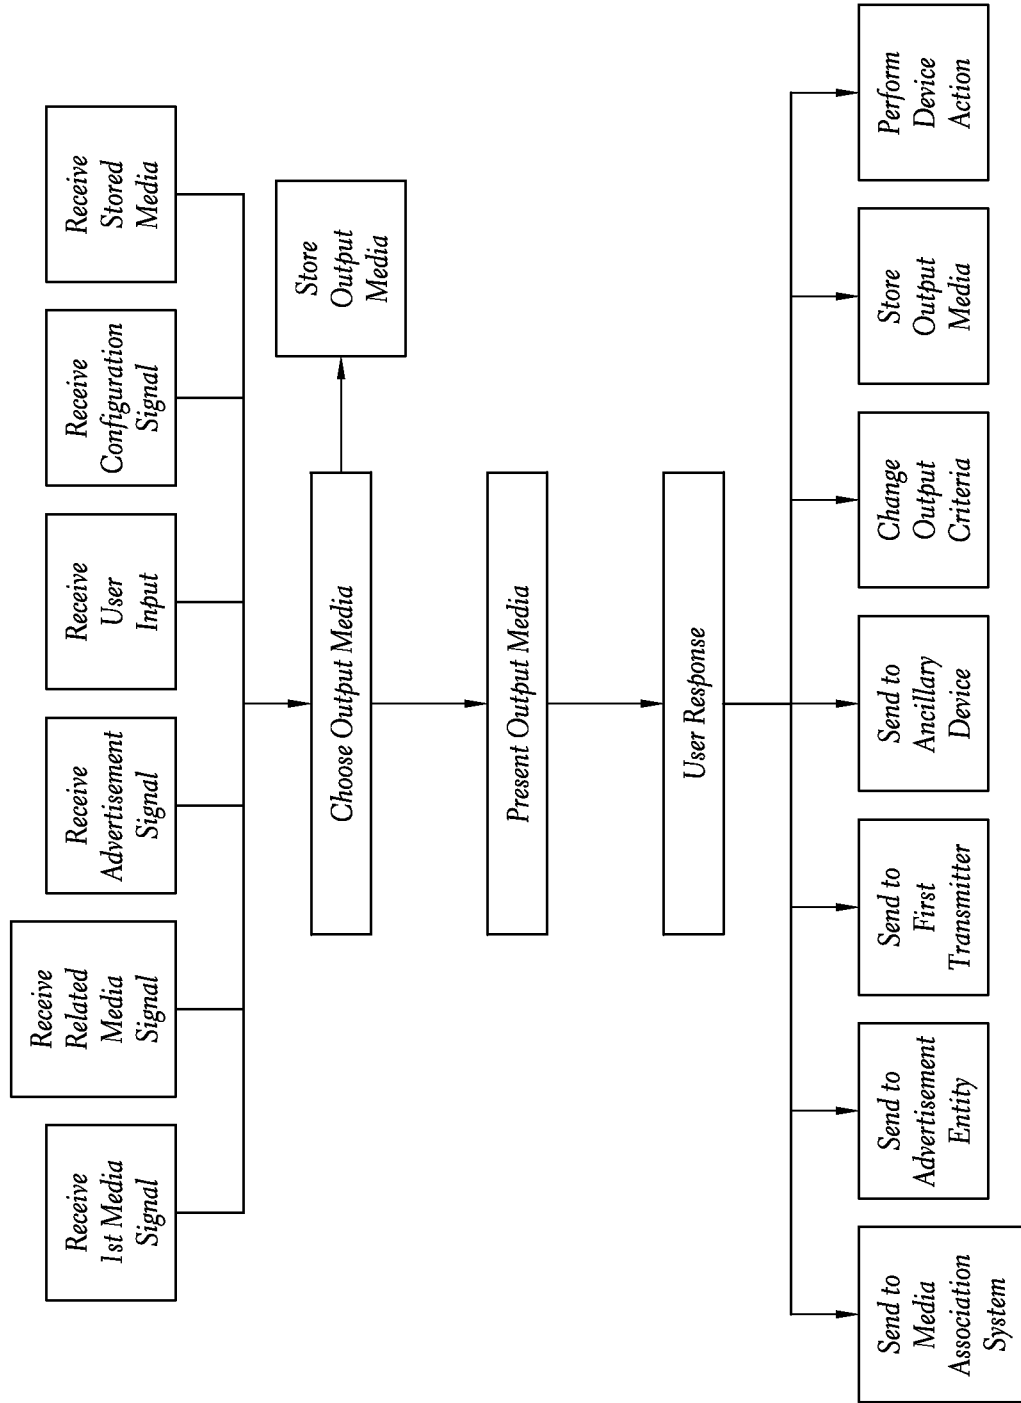 Receive
1st Media
Signal
Receive
Related
Media
Signal
Receive
Advertisement
Signal
Receive
User
Input
Receive
Configuration
Signal
Receive
Stored
Media
Choose Output Media
Store
Output
Media
Present Output Media
User Response
Send to
Media
Association
System
Send to
Advertisement
Entity
Send to
First
Transmitter
Send to
Ancillary
Device
Change
Output
Criteria
Store
Output
Media
Perform
Device
Action